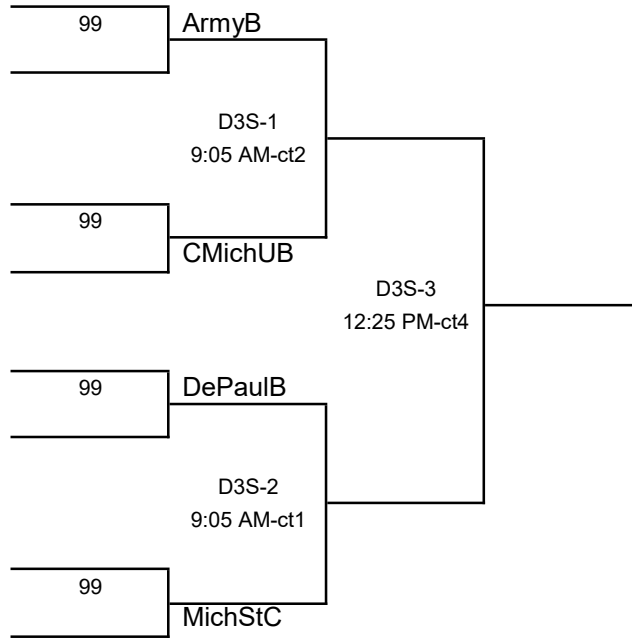 99
ArmyB
D3S-1
9:05 AM-ct2
99
CMichUB
D3S-3
12:25 PM-ct4
99
DePaulB
D3S-2
9:05 AM-ct1
99
MichStC